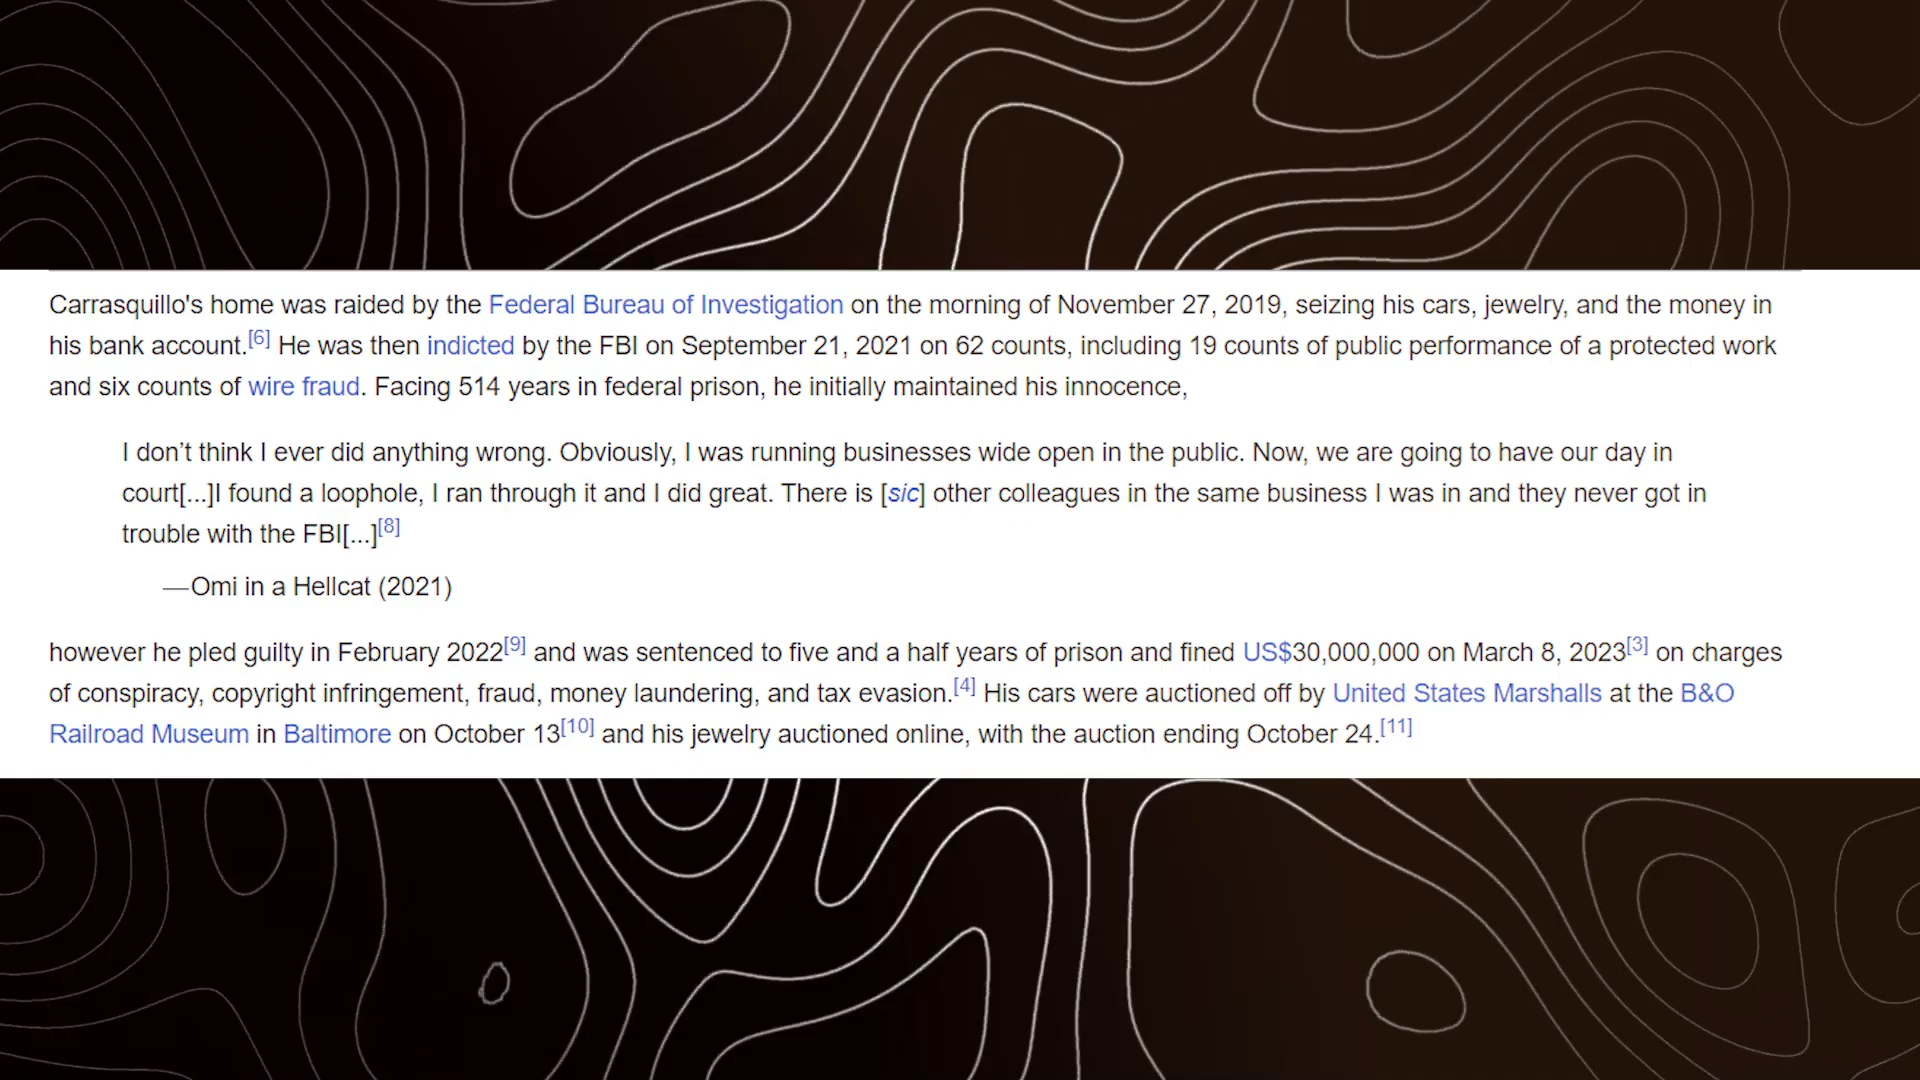 Carrasquillo's home was raided by the Federal Bureau of Investigation on the morning of November 27, 2019, seizing his cars, jewelry, and the money in
his bank account.[6] He was then indicted by the FBI on September 21, 2021 on 62 counts, including 19 counts of public performance of a protected work
and six counts of wire fraud. Facing 514 years in federal prison, he initially maintained his innocence,
I don’t think I ever did anything wrong. Obviously, I was running businesses wide open in the public. Now, we are going to have our day in
court[...]I found a loophole, I ran through it and I did great. There is [sic] other colleagues in the same business I was in and they never got in
trouble with the FBI[...][8]
—Omi in a Hellcat (2021)
however he pled guilty in February 2022[9] and was sentenced to five and a half years of prison and fined US$30,000,000 on March 8, 2023[3] on charges
of conspiracy, copyright infringement, fraud, money laundering, and tax evasion.[4] His cars were auctioned off by United States Marshalls at the B&O
Railroad Museum in Baltimore on October 13[10] and his jewelry auctioned online, with the auction ending October 24.[11]